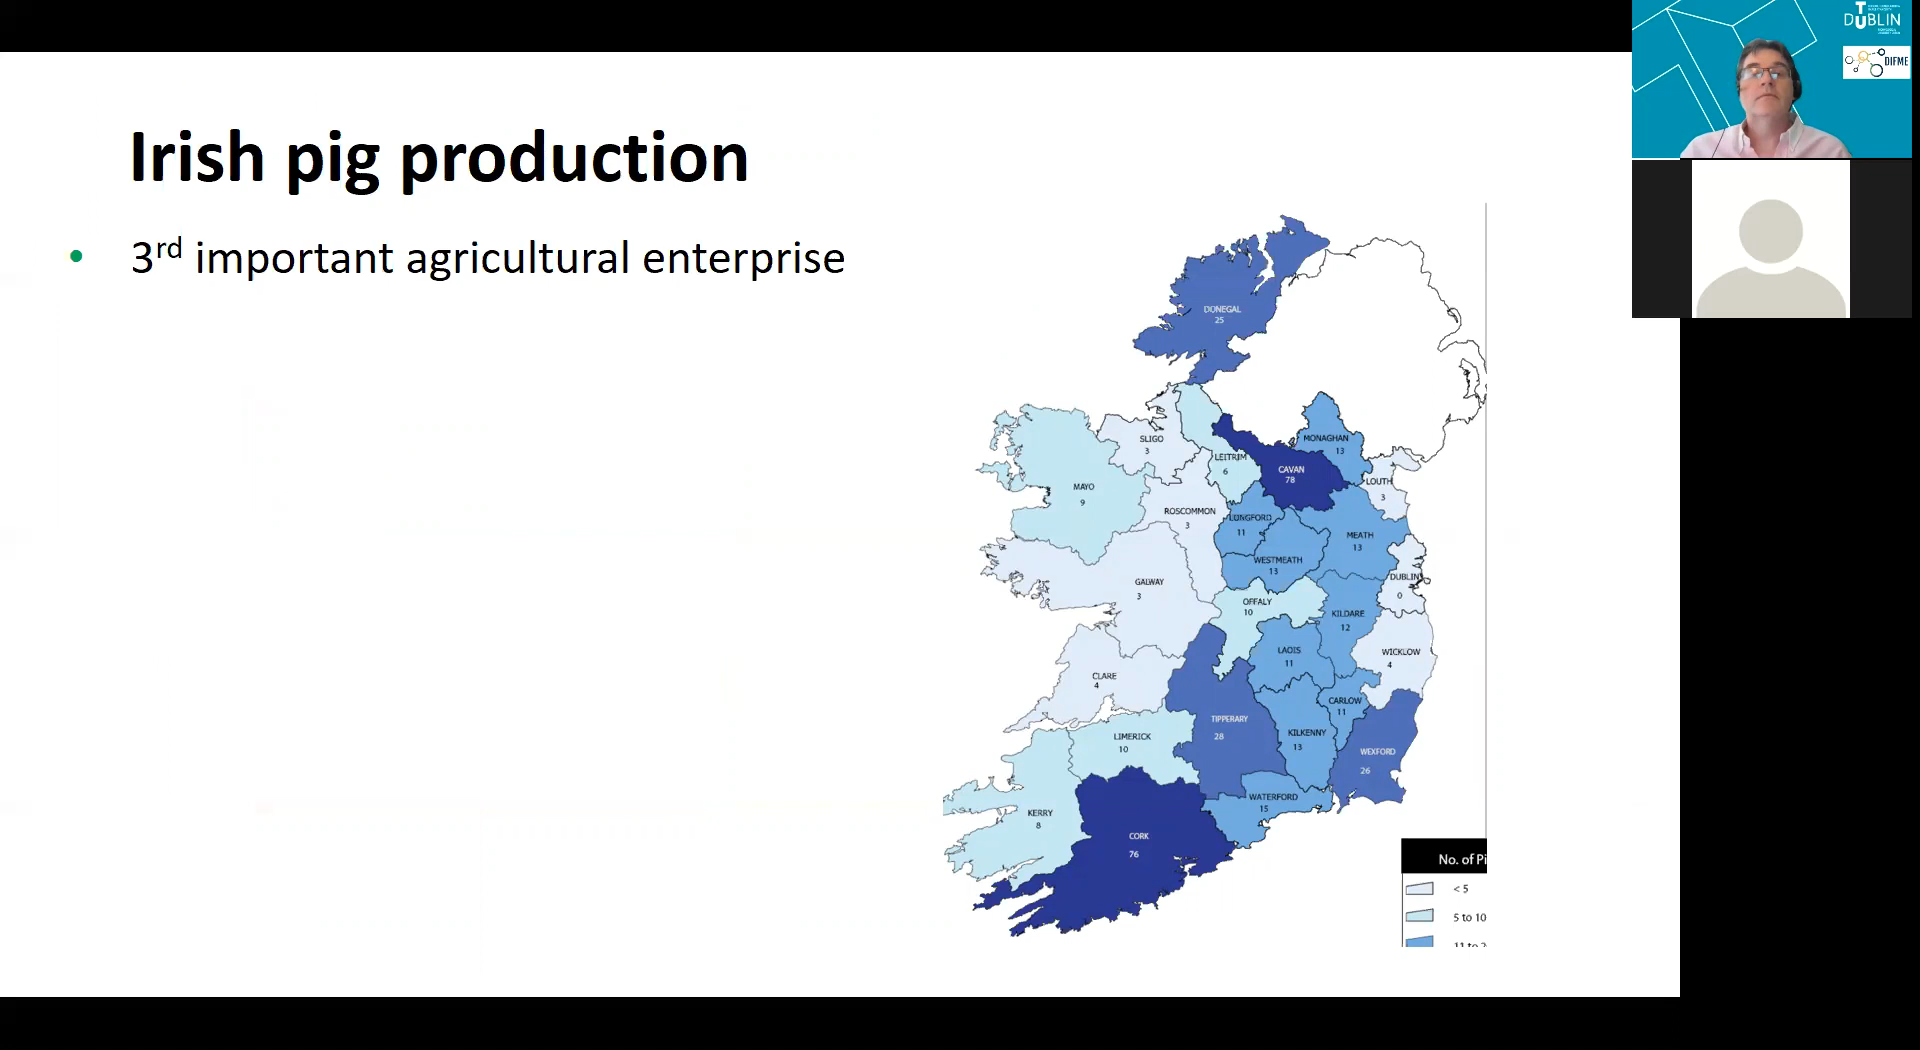 Irish pig production
• 3rd important agricultural enterprise
DONEGAL
25
SLIGO
3
LEITRIM
6
MONAGHAN
13
CAVAN
78
LOUTH
3
MAYO
9
ROSCOMMON
3
LONGFORD
11
MEATH
13
WESTMEATH
13
DUBLIN
0
GALWAY
3
OFFALY
10
KILDARE
12
LAOIS
11
WICKLOW
4
CLARE
4
CARLOW
11
TIPPERARY
28
KILKENNY
13
LIMERICK
10
WEXFORD
26
WATERFORD
15
KERRY
8
CORK
76
No. of Pi
< 5
5 to 10
11 to 2
TU
DUBLIN
DIFME